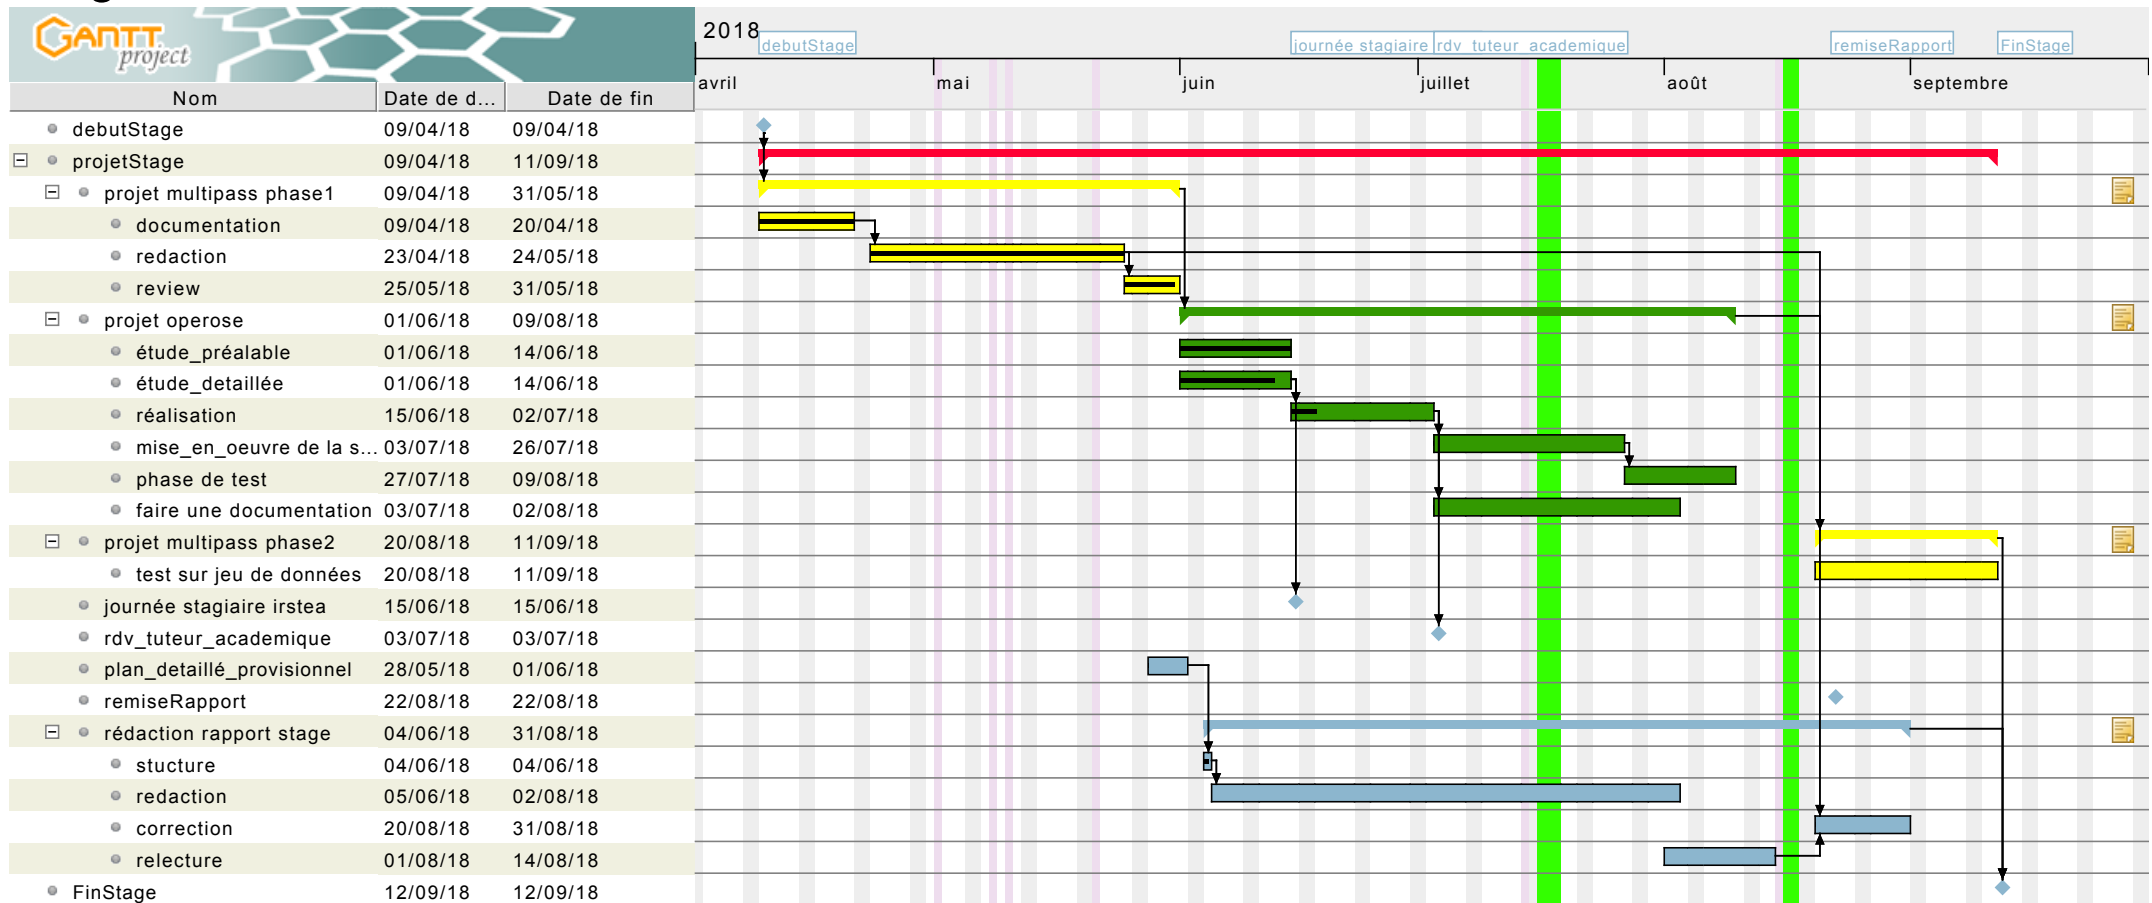 GANTT
project
2018
debutStage
journée stagiaire
rdv_tuteur_academique
remiseRapport
FinStage
avril
mai
juin
juillet
août
septembre
Nom Date de d... Date de fin
debutStage 09/04/18 09/04/18
projetStage 09/04/18 11/09/18
projet multipass phase1 09/04/18 31/05/18
documentation 09/04/18 20/04/18
redaction 23/04/18 24/05/18
review 25/05/18 31/05/18
projet operose 01/06/18 09/08/18
étude_préalable 01/06/18 14/06/18
étude_detaillée 01/06/18 14/06/18
réalisation 15/06/18 02/07/18
mise_en_oeuvre de la s... 03/07/18 26/07/18
phase de test 27/07/18 09/08/18
faire une documentation 03/07/18 02/08/18
projet multipass phase2 20/08/18 11/09/18
test sur jeu de données 20/08/18 11/09/18
journée stagiaire irstea 15/06/18 15/06/18
rdv_tuteur_academique 03/07/18 03/07/18
plan_detaillé_provisionnel 28/05/18 01/06/18
remiseRapport 22/08/18 22/08/18
rédaction rapport stage 04/06/18 31/08/18
stucture 04/06/18 04/06/18
redaction 05/06/18 02/08/18
correction 20/08/18 31/08/18
relecture 01/08/18 14/08/18
FinStage 12/09/18 12/09/18